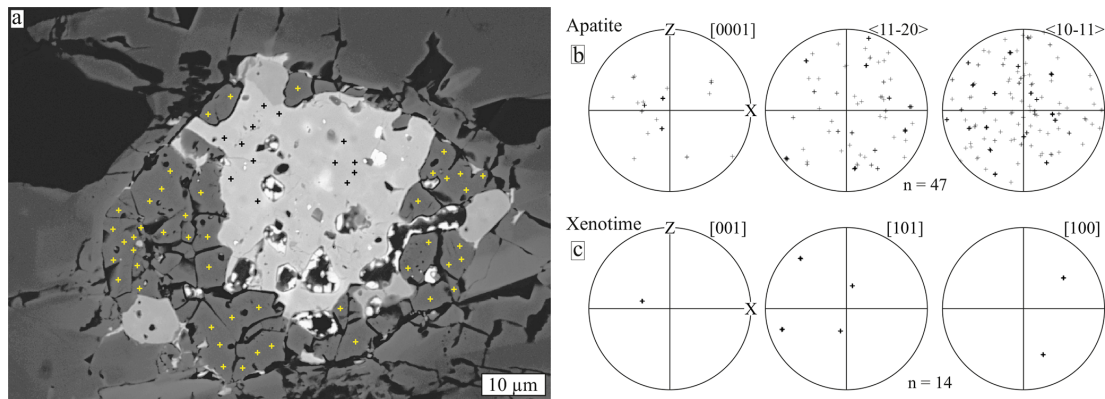 a
10 µm
Apatite
b
Z
[0001]
<11-20>
<10-11>
X
n = 47
Xenotime
c
Z
[001]
[101]
[100]
X
n = 14